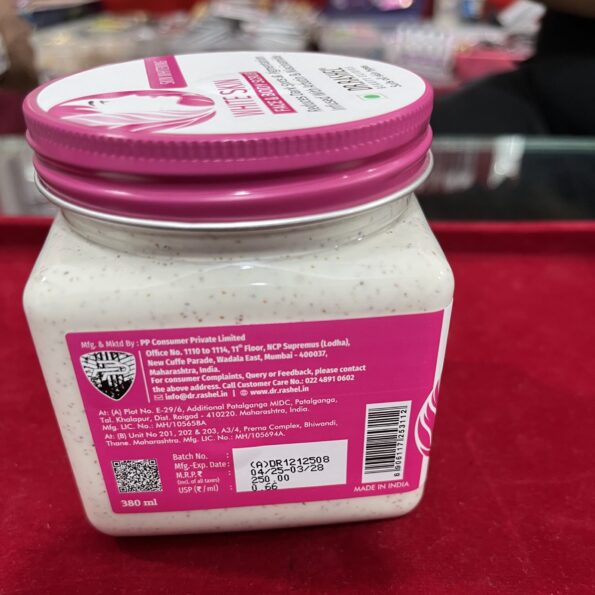 DR.RASHEL
WHITE SKIN
FACE & BODY SCRUB
Mfg. & Mktd By : PP Consumer Private Limited
Office No. 1110 to 1114, 11th Floor, NCP Supremus (Lodha),
New Cuffe Parade, Wadala East, Mumbai - 400037,
Maharashtra, India.
For consumer Complaints, Query or Feedback, please contact
the above address. Call Customer Care No.: 022 4891 0602
info@dr.rashel.in | www.dr.rashel.in
At: (A) Plot No. E-29/6, Additional Patalganga MIDC, Patalganga,
Tal. Khalapur, Dist. Raigad - 410220. Maharashtra, India.
Mfg. LIC. No.: MH/105658A
At: (B) Unit No 201, 202 & 203, A3/4, Prerna Complex, Bhiwandi,
Thane. Maharashtra. Mfg. LIC. No.: MH/105694A.
Batch No. : (A)DR1212508
Mfg.-Exp. Date : 04/25-03/28
M.R.P.₹ : 250.00
(Incl. of all taxes)
USP (₹ / ml) : 0.66
380 ml
MADE IN INDIA